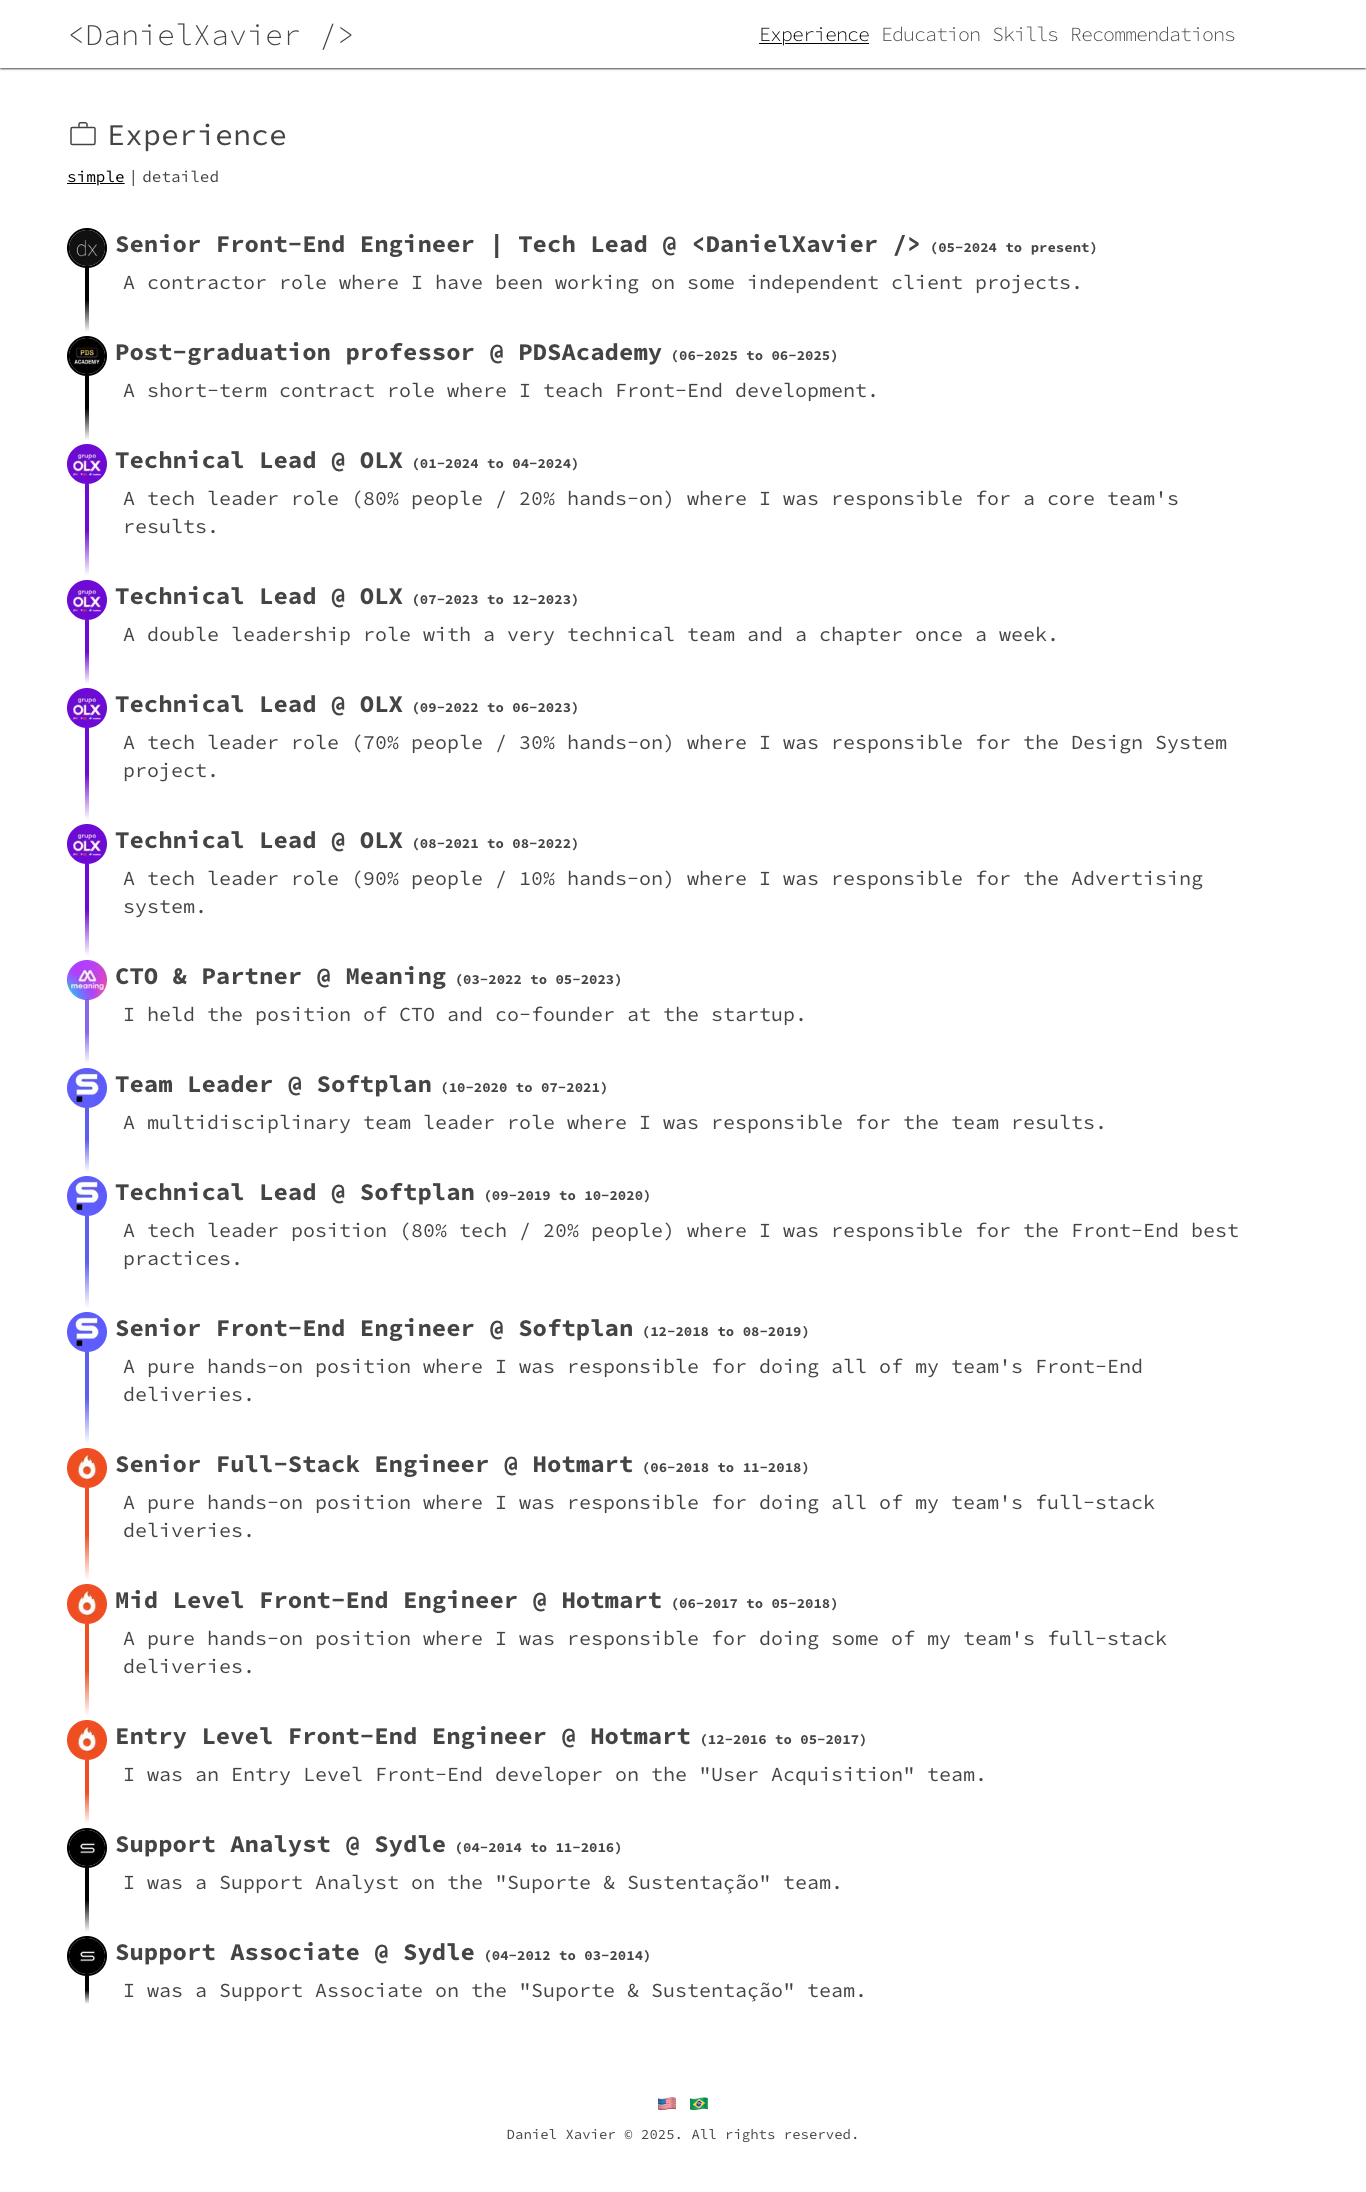 <DanielXavier />
Experience Education Skills Recommendations
Experience
simple | detailed
dx
Senior Front-End Engineer | Tech Lead @ <DanielXavier /> (05-2024 to present)
A contractor role where I have been working on some independent client projects.
PDS
ACADEMY
Post-graduation professor @ PDSAcademy (06-2025 to 06-2025)
A short-term contract role where I teach Front-End development.
grupo
OLX
Technical Lead @ OLX (01-2024 to 04-2024)
A tech leader role (80% people / 20% hands-on) where I was responsible for a core team's
results.
grupo
OLX
Technical Lead @ OLX (07-2023 to 12-2023)
A double leadership role with a very technical team and a chapter once a week.
grupo
OLX
Technical Lead @ OLX (09-2022 to 06-2023)
A tech leader role (70% people / 30% hands-on) where I was responsible for the Design System
project.
grupo
OLX
Technical Lead @ OLX (08-2021 to 08-2022)
A tech leader role (90% people / 10% hands-on) where I was responsible for the Advertising
system.
meaning
CTO & Partner @ Meaning (03-2022 to 05-2023)
I held the position of CTO and co-founder at the startup.
Team Leader @ Softplan (10-2020 to 07-2021)
A multidisciplinary team leader role where I was responsible for the team results.
Technical Lead @ Softplan (09-2019 to 10-2020)
A tech leader position (80% tech / 20% people) where I was responsible for the Front-End best
practices.
Senior Front-End Engineer @ Softplan (12-2018 to 08-2019)
A pure hands-on position where I was responsible for doing all of my team's Front-End
deliveries.
Senior Full-Stack Engineer @ Hotmart (06-2018 to 11-2018)
A pure hands-on position where I was responsible for doing all of my team's full-stack
deliveries.
Mid Level Front-End Engineer @ Hotmart (06-2017 to 05-2018)
A pure hands-on position where I was responsible for doing some of my team's full-stack
deliveries.
Entry Level Front-End Engineer @ Hotmart (12-2016 to 05-2017)
I was an Entry Level Front-End developer on the "User Acquisition" team.
Support Analyst @ Sydle (04-2014 to 11-2016)
I was a Support Analyst on the "Suporte & Sustentação" team.
Support Associate @ Sydle (04-2012 to 03-2014)
I was a Support Associate on the "Suporte & Sustentação" team.
Daniel Xavier © 2025. All rights reserved.